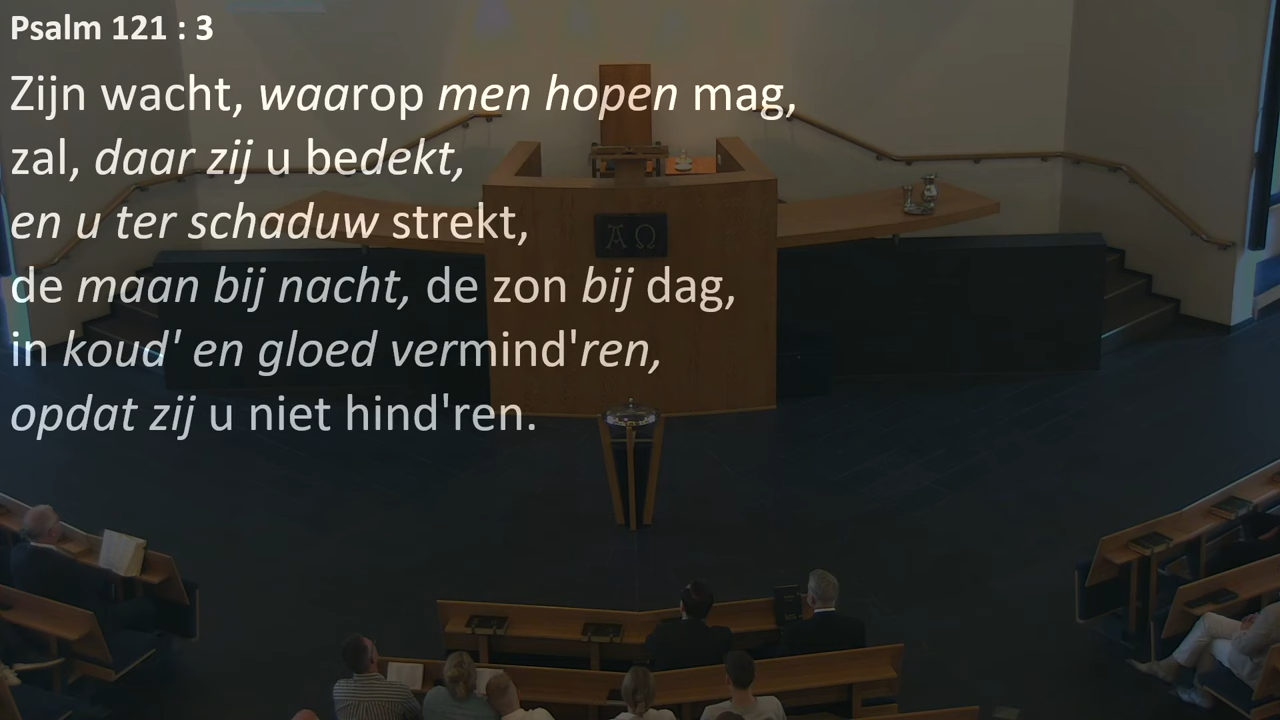 Psalm 121 : 3
Zijn wacht, waarop men hopen mag,
zal, daar zij u bedekt,
en u ter schaduw strekt,
de maan bij nacht, de zon bij dag,
in koud' en gloed vermind'ren,
opdat zij u niet hind'ren.
Α Ω